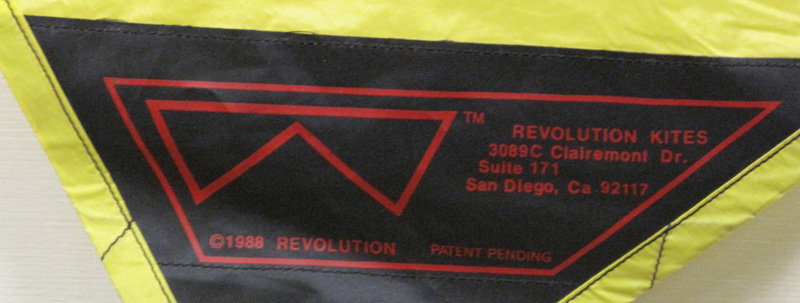 TM
REVOLUTION KITES
3089C Clairemont Dr.
Suite 171
San Diego, Ca 92117
©1988 REVOLUTION
PATENT PENDING